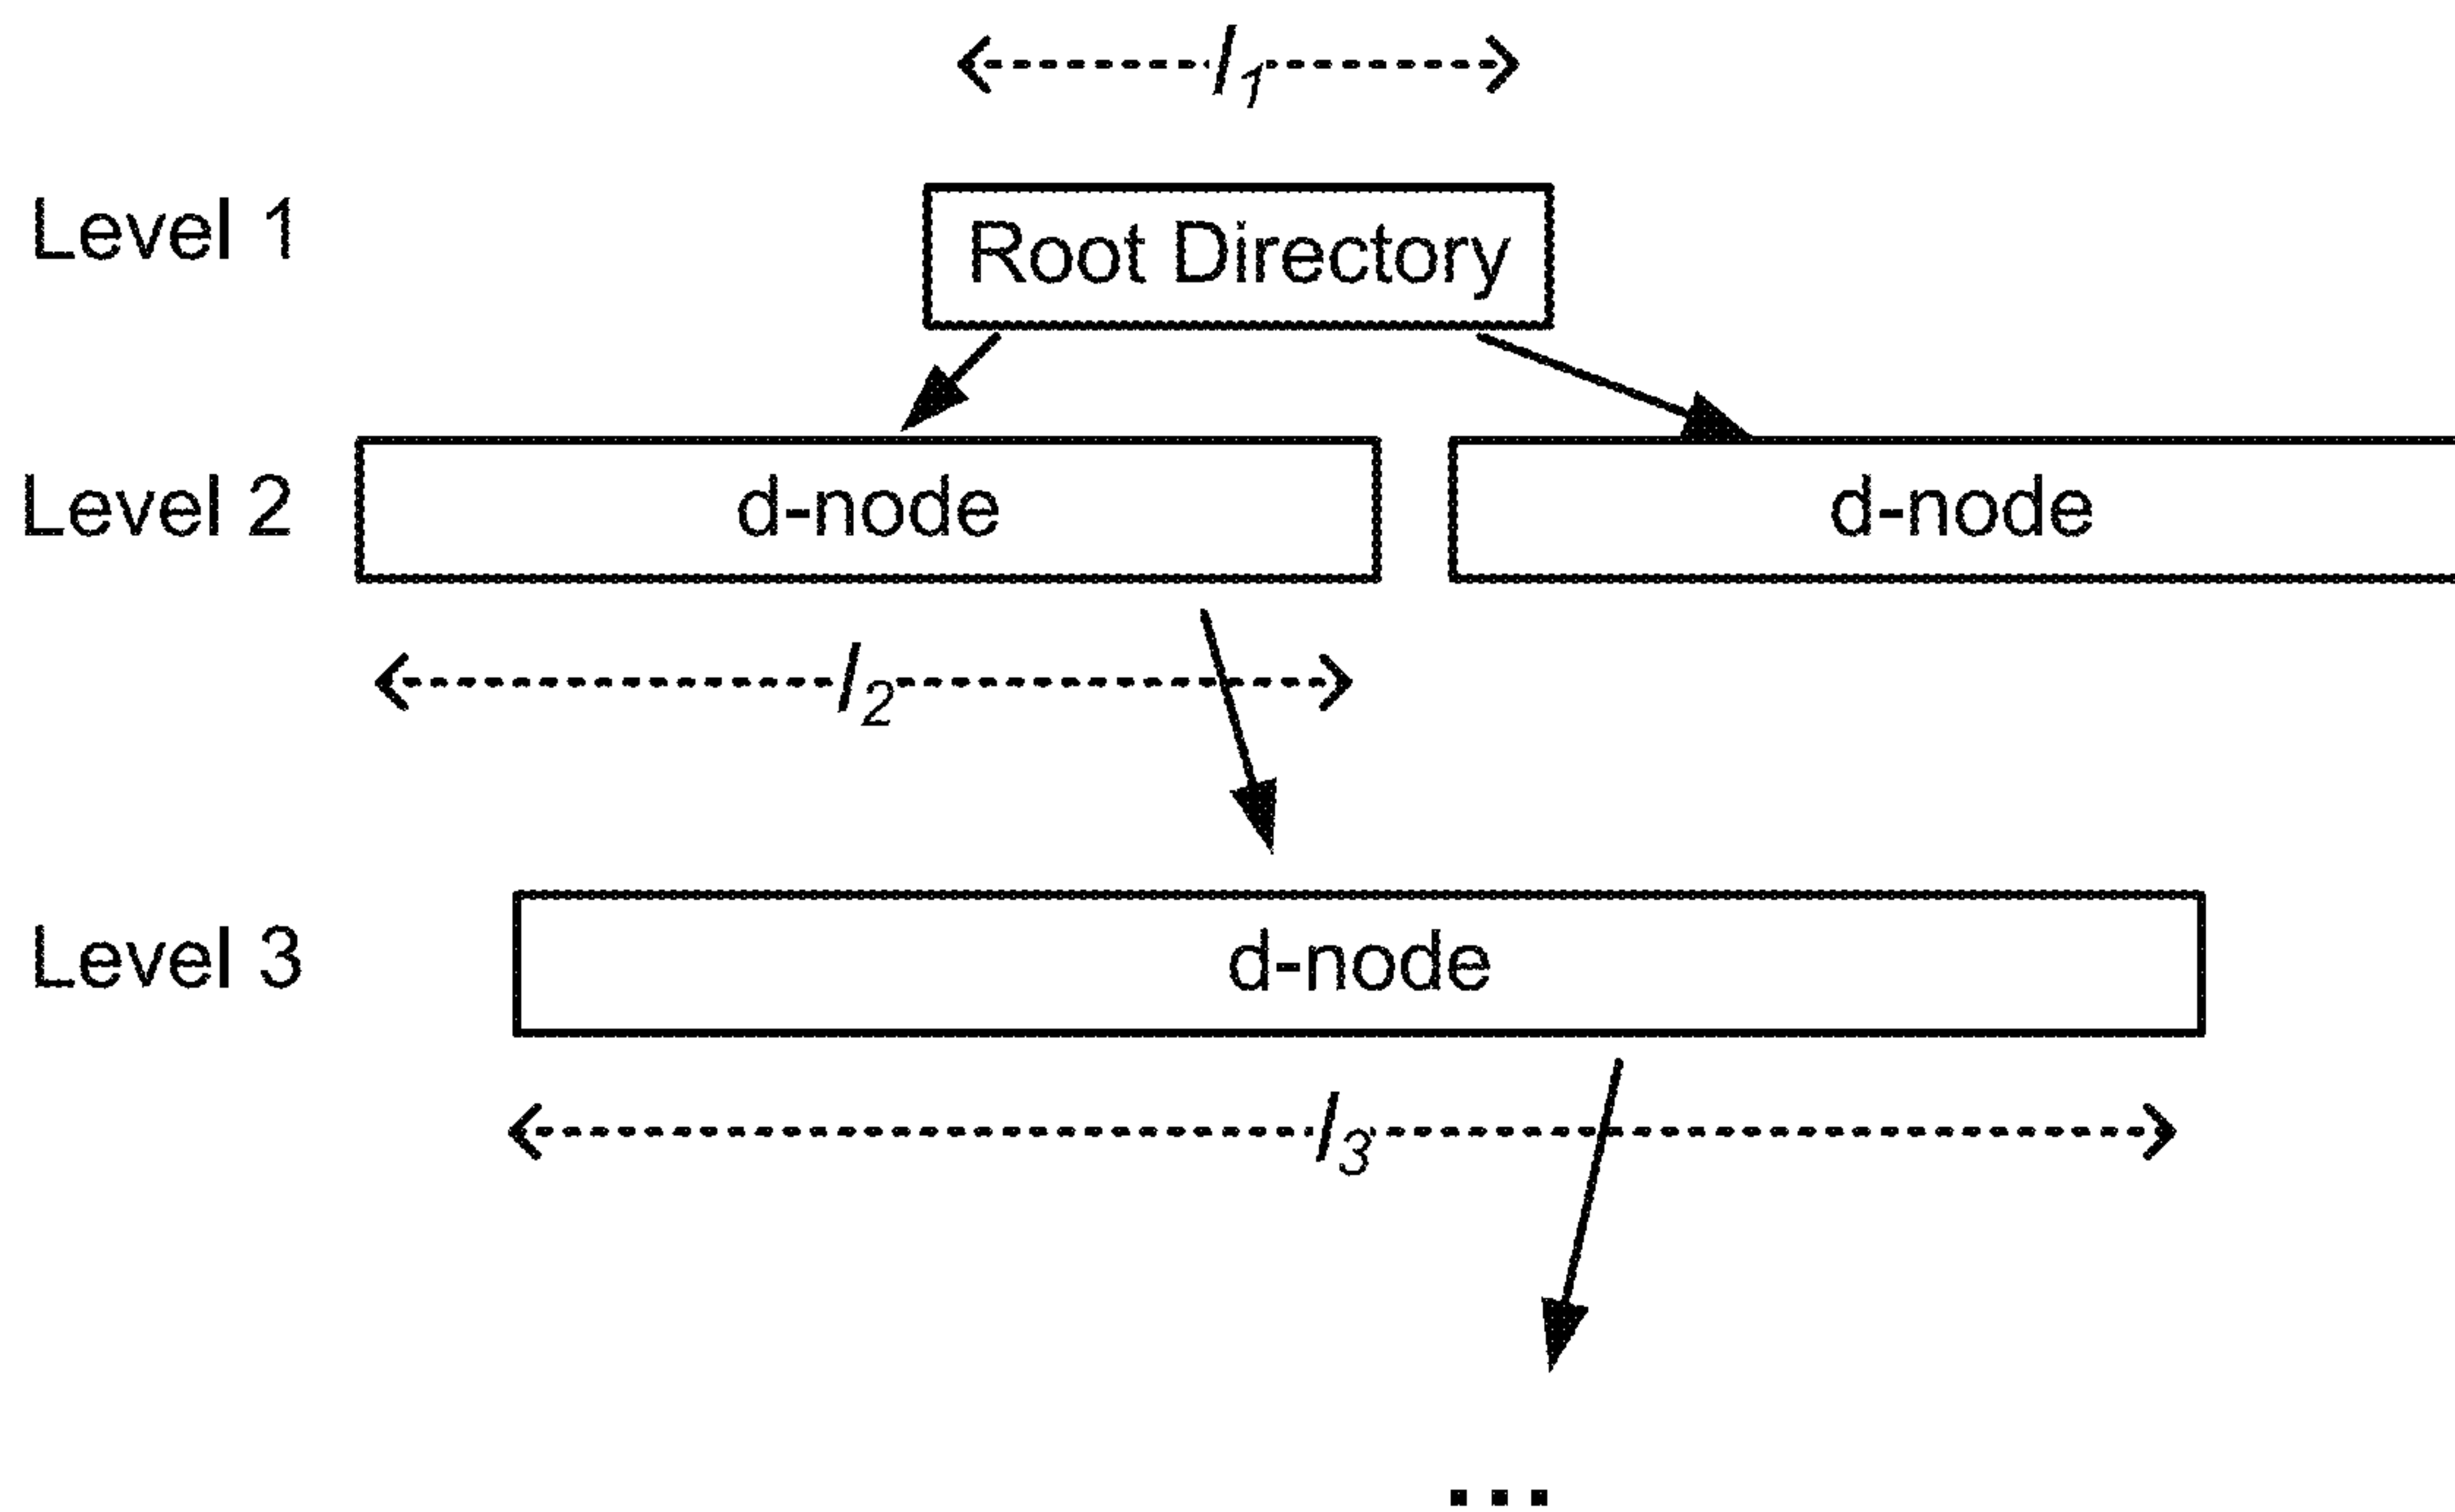 l1
Level 1
Root Directory
Level 2
d-node
d-node
l2
Level 3
d-node
l3
...